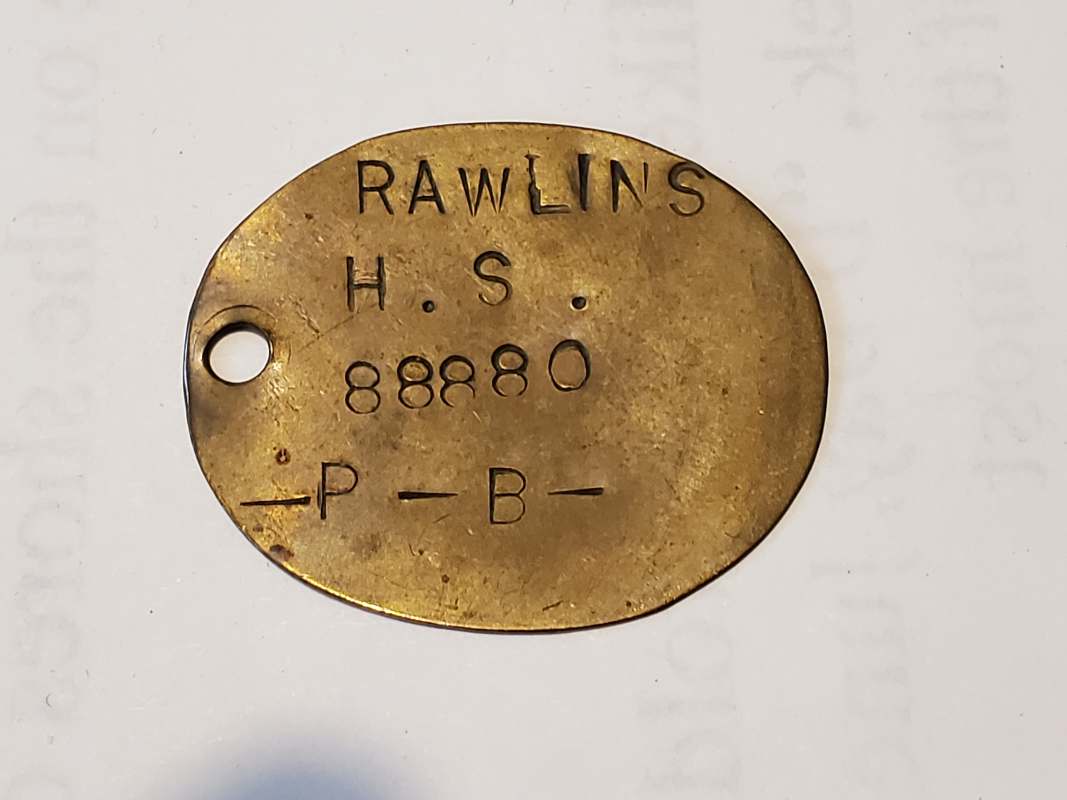 RAWLINS
H. S.
88880
—P — B —